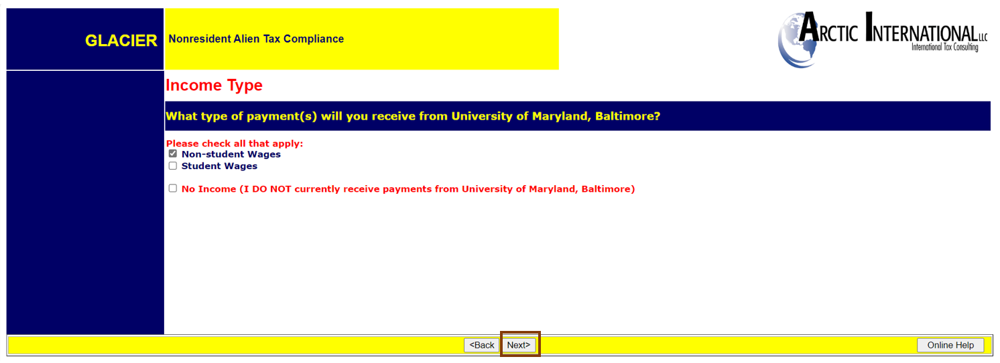 GLACIER
Nonresident Alien Tax Compliance
ARCTIC INTERNATIONAL LLC
International Tax Consulting
Income Type
What type of payment(s) will you receive from University of Maryland, Baltimore?
Please check all that apply:
Non-student Wages
Student Wages
No Income (I DO NOT currently receive payments from University of Maryland, Baltimore)
<Back
Next>
Online Help